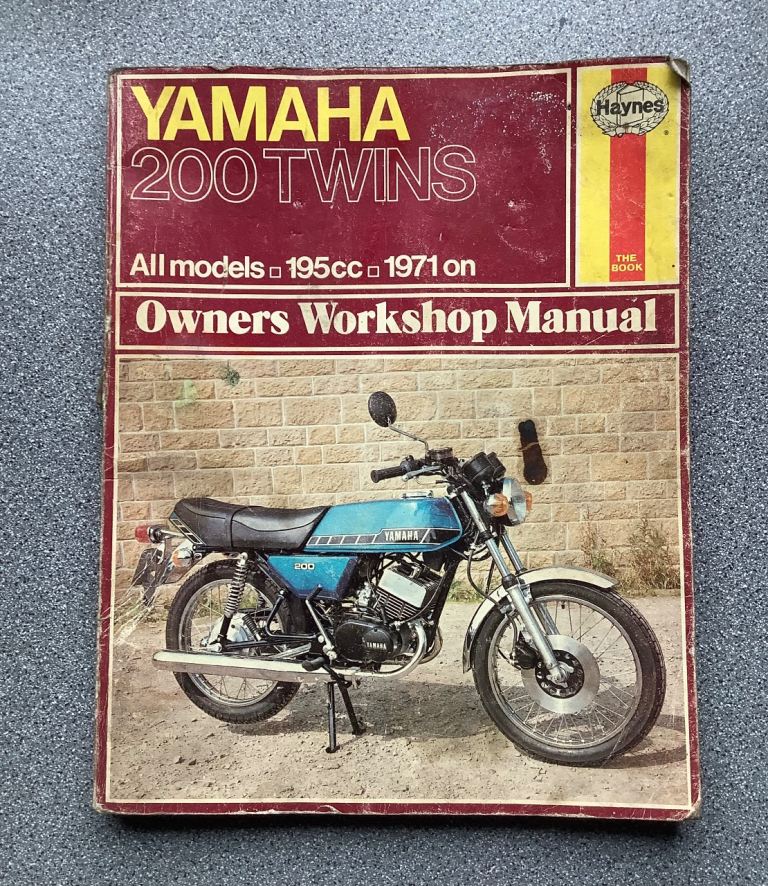 YAMAHA
200 TWINS
All models □ 195cc □ 1971 on
Haynes
®
THE
BOOK
Owners Workshop Manual
YAMAHA
200
YAMAHA